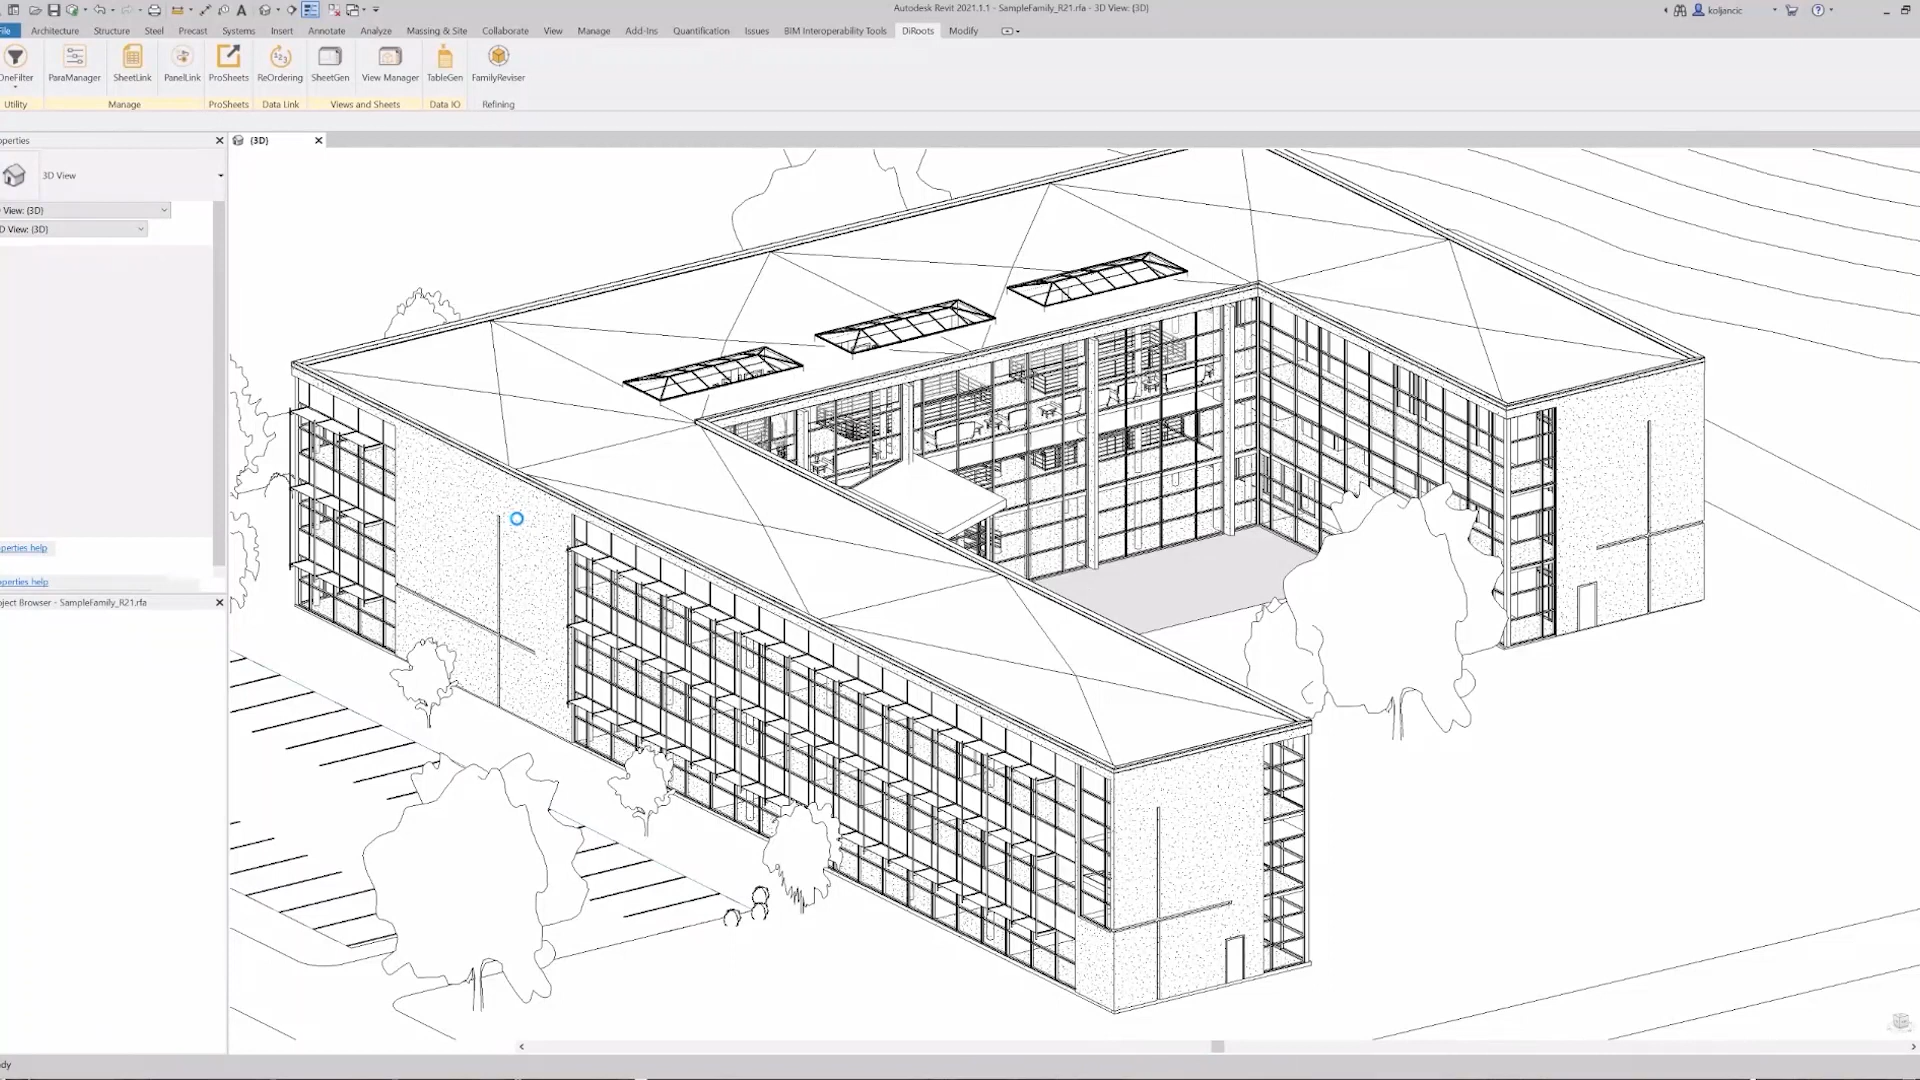 Autodesk Revit 2021.1.1 - SampleFamily_R21.rfa - 3D View: {3D}
koljancic
File
Architecture
Structure
Steel
Precast
Systems
Insert
Annotate
Analyze
Massing & Site
Collaborate
View
Manage
Add-Ins
Quantification
Issues
BIM Interoperability Tools
DiRoots
Modify
OneFilter
ParaManager
SheetLink
PanelLink
ProSheets
ReOrdering
SheetGen
View Manager
TableGen
FamilyReviser
Utility
Manage
ProSheets
Data Link
Views and Sheets
Data IO
Refining
operties
{3D}
3D View
View: {3D}
D View: {3D}
operties help
operties help
oject Browser - SampleFamily_R21.rfa
dy